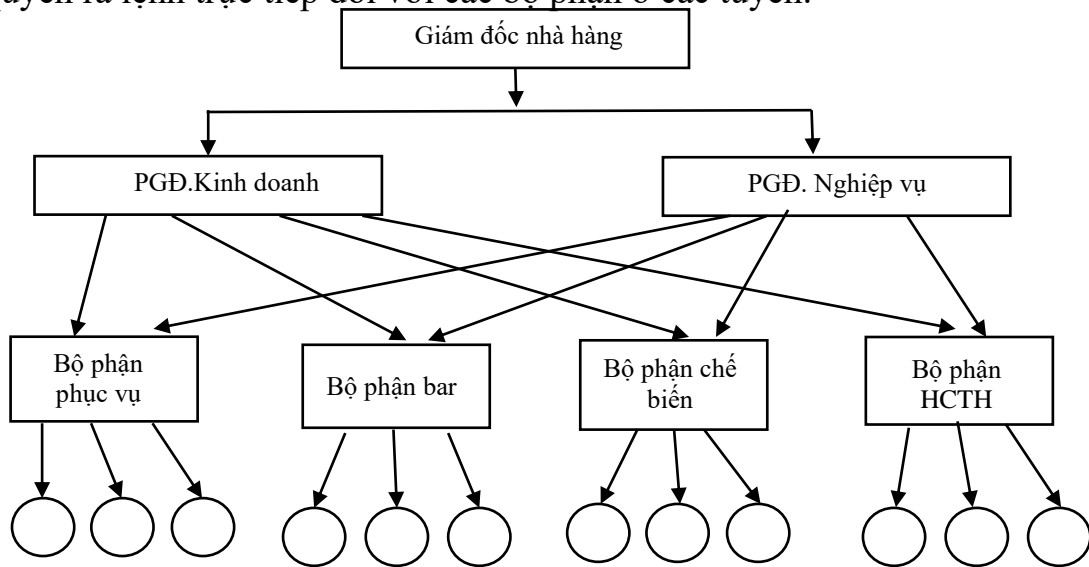 quyền ra lệnh trực tiếp đối với các bộ phận ở các tuyến.
Giám đốc nhà hàng
PGĐ.Kinh doanh
PGĐ. Nghiệp vụ
Bộ phận
phục vụ
Bộ phận bar
Bộ phận chế
biến
Bộ phận
HCTH